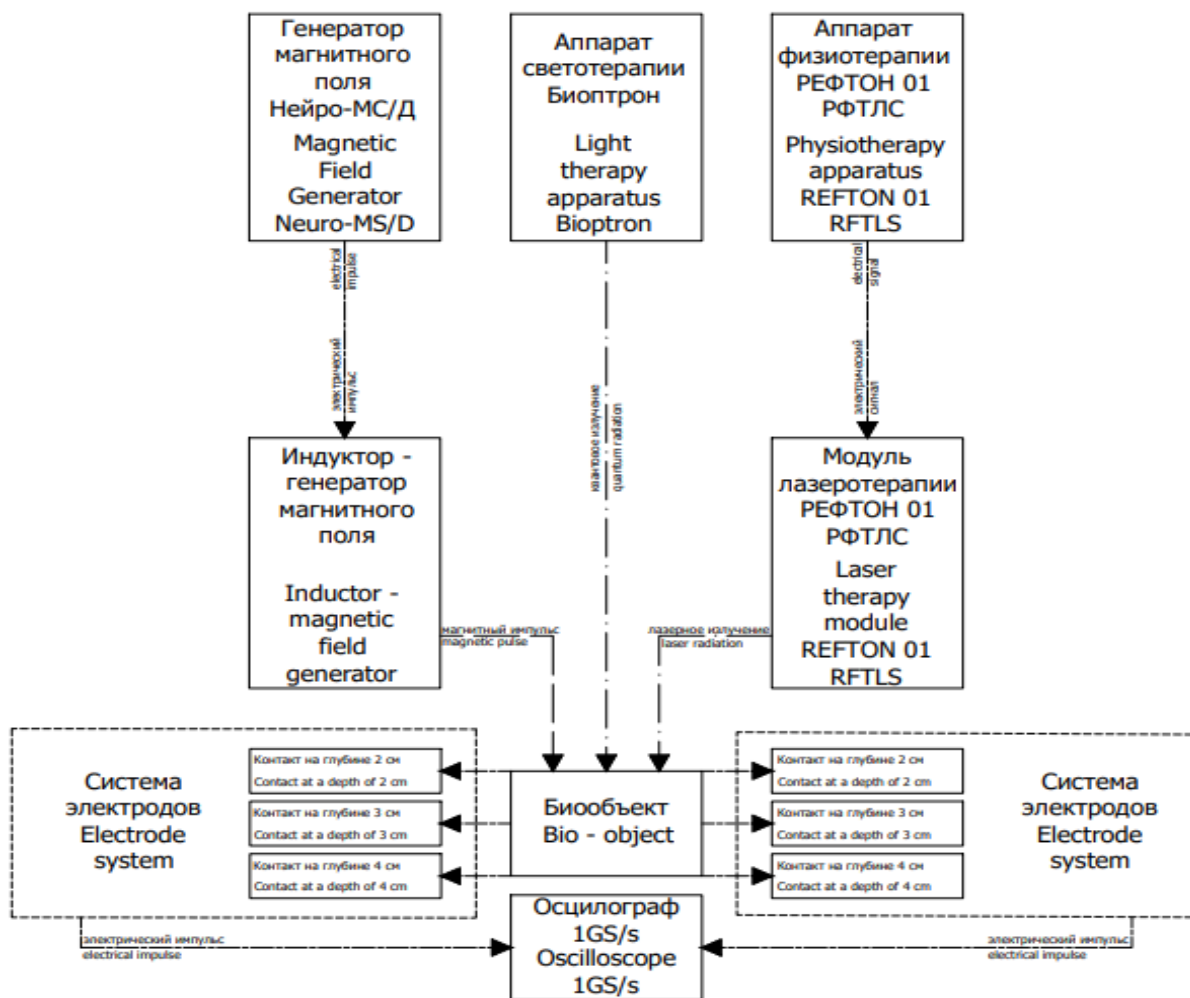 Генератор
магнитного
поля
Нейро-МС/Д
Magnetic
Field
Generator
Neuro-MS/D
Аппарат
светотерапии
Биоптрон
Light
therapy
apparatus
Bioptron
Аппарат
физиотерапии
РЕФТОН 01
РФТЛС
Physiotherapy
apparatus
REFTON 01
RFTLS
electrical
impulse
электрический
импульс
квантовое излучение
quantum radiation
electrical
signal
электрический
сигнал
Индуктор -
генератор
магнитного
поля
Inductor -
magnetic
field
generator
Модуль
лазеротерапии
РЕФТОН 01
РФТЛС
Laser
therapy
module
REFTON 01
RFTLS
магнитный импульс
magnetic pulse
лазерное излучение
laser radiation
Система
электродов
Electrode
system
Контакт на глубине 2 см
Contact at a depth of 2 cm
Контакт на глубине 3 см
Contact at a depth of 3 cm
Контакт на глубине 4 см
Contact at a depth of 4 cm
Биообъект
Bio - object
Контакт на глубине 2 см
Contact at a depth of 2 cm
Контакт на глубине 3 см
Contact at a depth of 3 cm
Контакт на глубине 4 см
Contact at a depth of 4 cm
Система
электродов
Electrode
system
электрический импульс
electrical impulse
Осцилограф
1GS/s
Oscilloscope
1GS/s
электрический импульс
electrical impulse